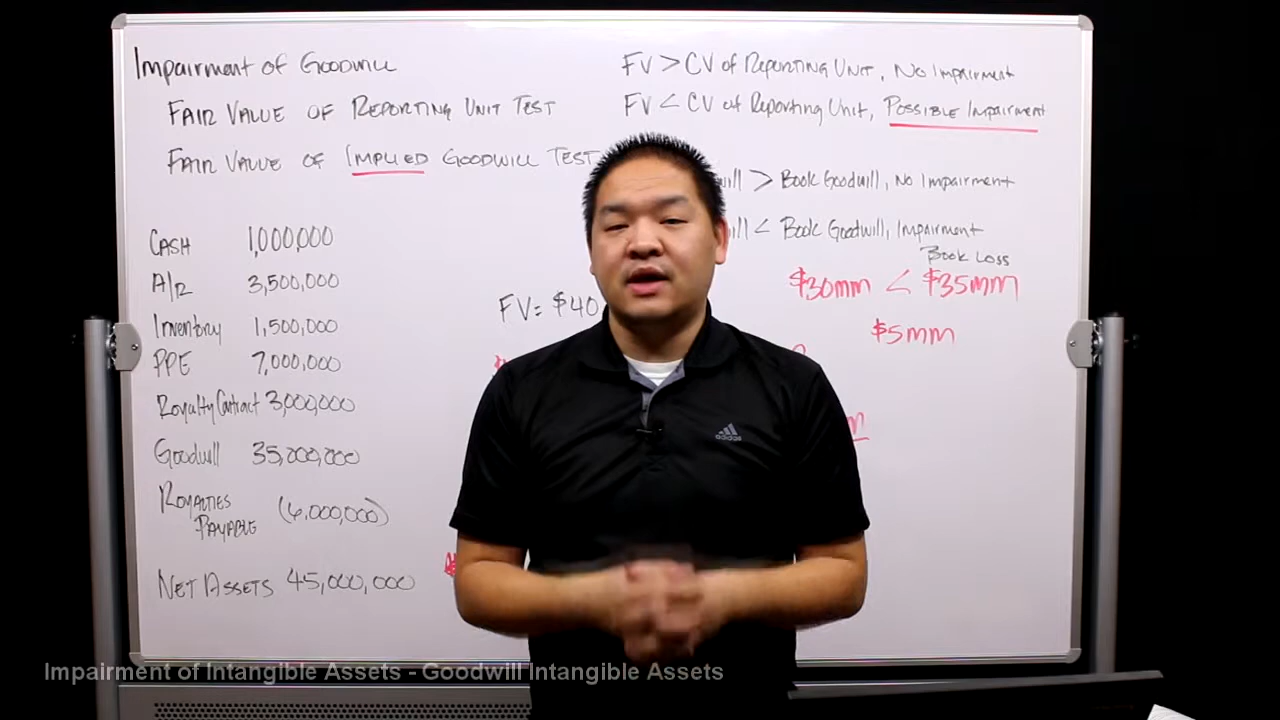 Impairment of Goodwill
FAIR VALUE OF REPORTING UNIT TEST
FAIR VALUE OF IMPLIED GOODWILL TEST
FV > CV of Reporting Unit, No Impairment
FV < CV of Reporting Unit, Possible Impairment
> Book Goodwill, No Impairment
< Book Goodwill, Impairment
Book Loss
$30mm < $35mm
$5mm
CASH 1,000,000
A/R 3,500,000
Inventory 1,500,000
PPE 7,000,000
Royalty Contract 3,000,000
Goodwill 35,000,000
ROYALTIES
PAYABLE (6,000,000)
NET ASSETS 45,000,000
FV = $40
adidas
Impairment of Intangible Assets - Goodwill Intangible Assets